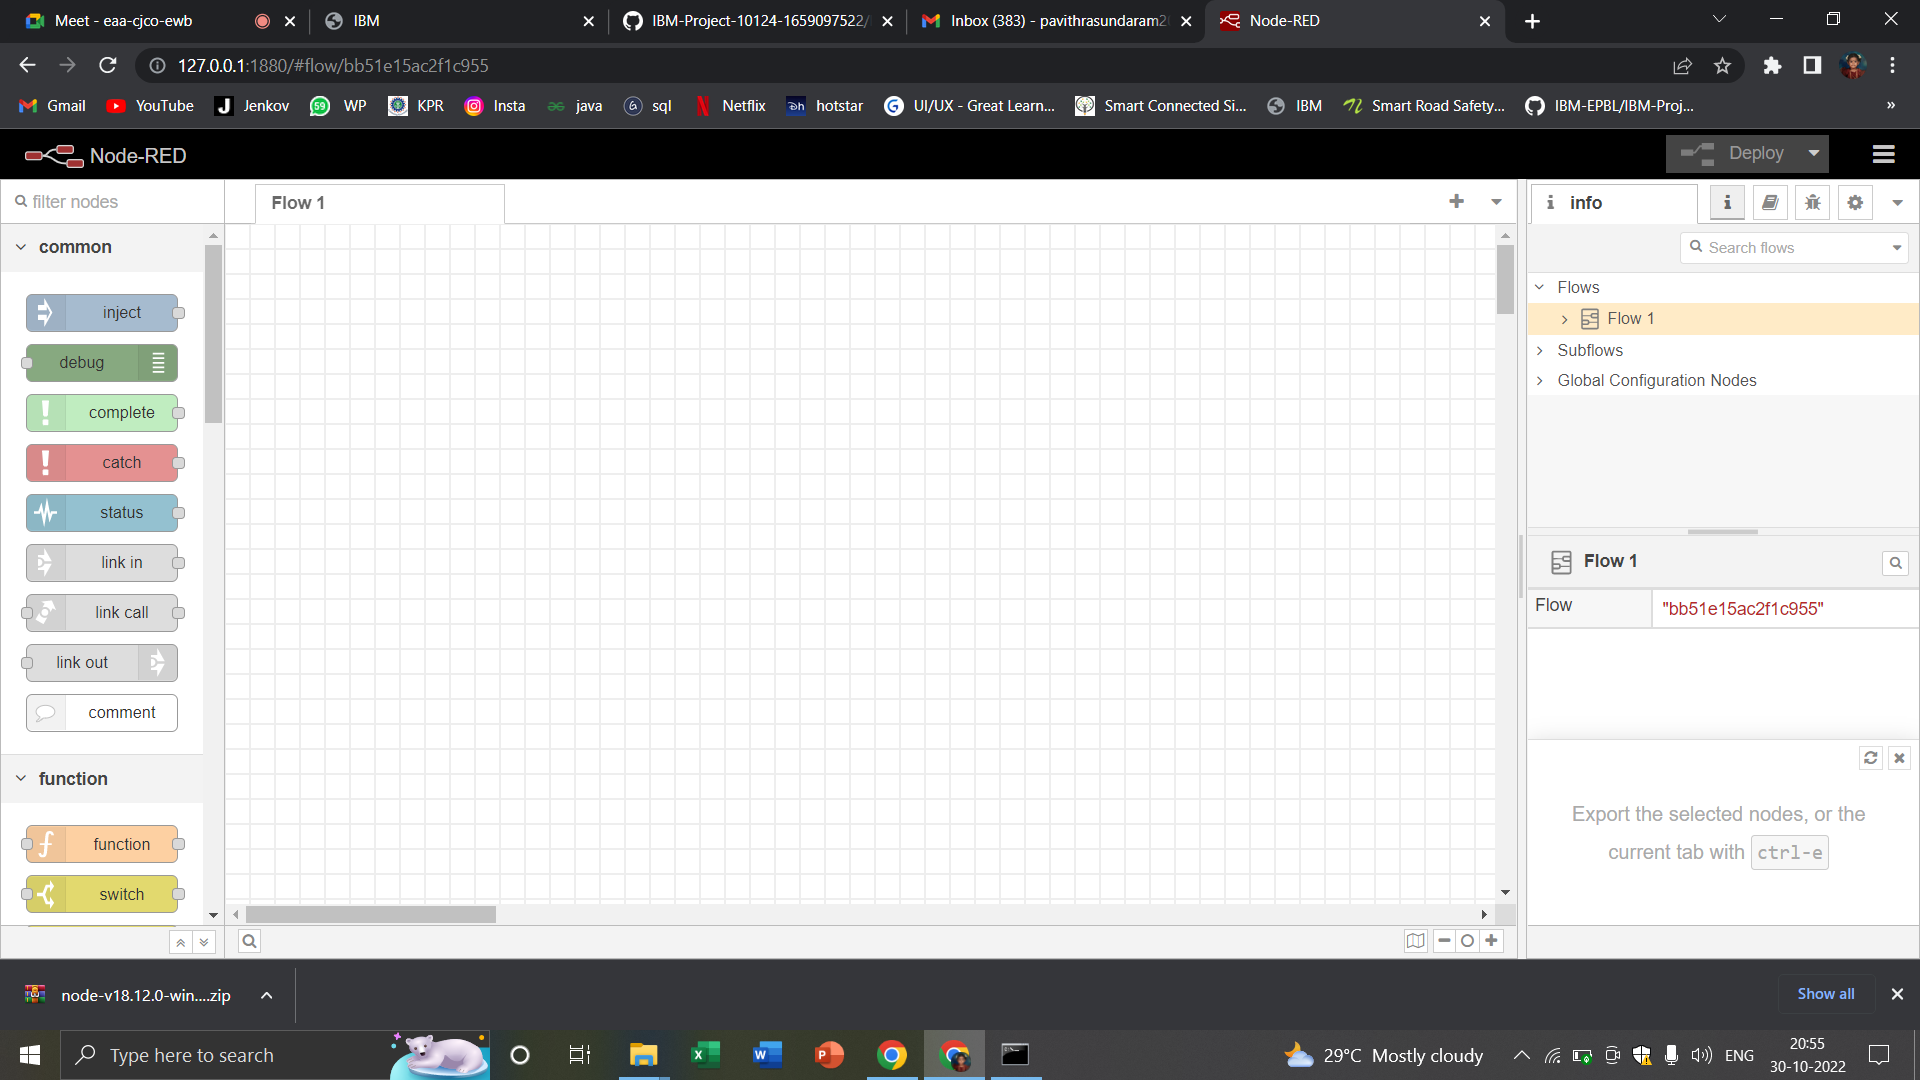 Meet - eaa-cjco-ewb
IBM
IBM-Project-10124-1659097522/
Inbox (383) - pavithrasundaram2
Node-RED
127.0.0.1:1880/#flow/bb51e15ac2f1c955
Gmail
YouTube
Jenkov
59
WP
KPR
Insta
java
sql
Netflix
hotstar
UI/UX - Great Learn...
Smart Connected Si...
IBM
Smart Road Safety...
IBM-EPBL/IBM-Proj...
»
Node-RED
Deploy
filter nodes
Flow 1
info
common
Search flows
Flows
Flow 1
Subflows
Global Configuration Nodes
inject
debug
complete
catch
status
link in
link call
link out
comment
Flow 1
Flow
"bb51e15ac2f1c955"
function
function
switch
Export the selected nodes, or the
current tab with ctrl-e
node-v18.12.0-win....zip
Show all
Type here to search
29°C Mostly cloudy
ENG
20:55
30-10-2022